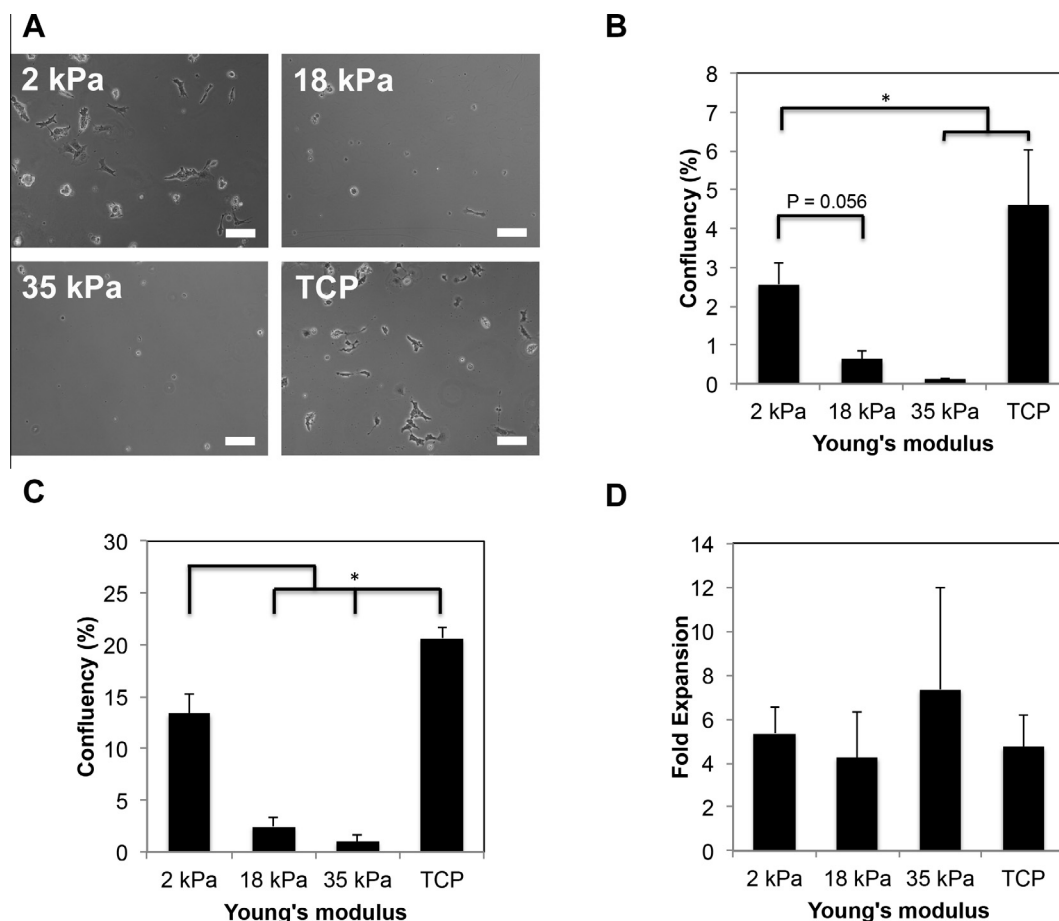 A
2 kPa
18 kPa
35 kPa
TCP
B
8
7
6
5
4
3
2
1
0
Confluency (%)
*
P = 0.056
2 kPa 18 kPa 35 kPa TCP
Young's modulus
C
30
25
20
15
10
5
0
Confluency (%)
*
2 kPa 18 kPa 35 kPa TCP
Young's modulus
D
14
12
10
8
6
4
2
0
Fold Expansion
2 kPa 18 kPa 35 kPa TCP
Young's modulus